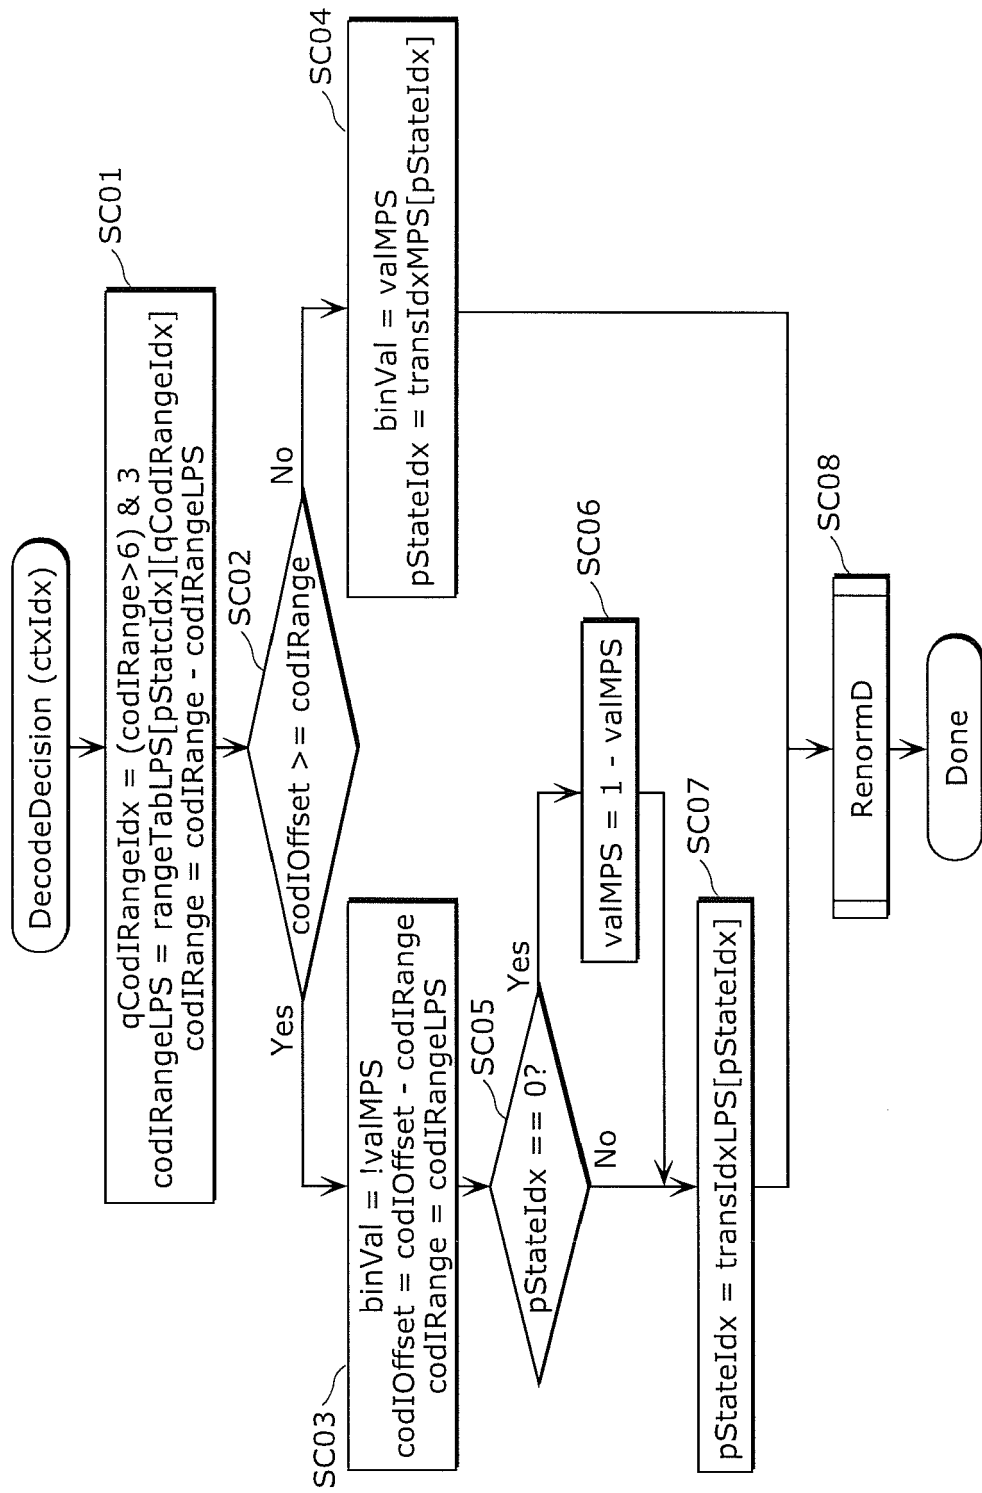 DecodeDecision (ctxIdx)
SC01
qCodIRangeIdx = (codIRange>6) & 3
codIRangeLPS = rangeTabLPS[pStatcIdx][qCodIRangeIdx]
codIRange = codIRange - codIRangeLPS
SC02
codIOffset >= codIRange
Yes
No
SC03
binVal = !valMPS
codIOffset = codIOffset - codIRange
codIRange = codIRangeLPS
SC04
binVal = valMPS
pStateIdx = transIdxMPS[pStateIdx]
SC05
pStateIdx == 0?
Yes
No
SC06
valMPS = 1 - valMPS
SC07
pStateIdx = transIdxLPS[pStateIdx]
SC08
RenormD
Done